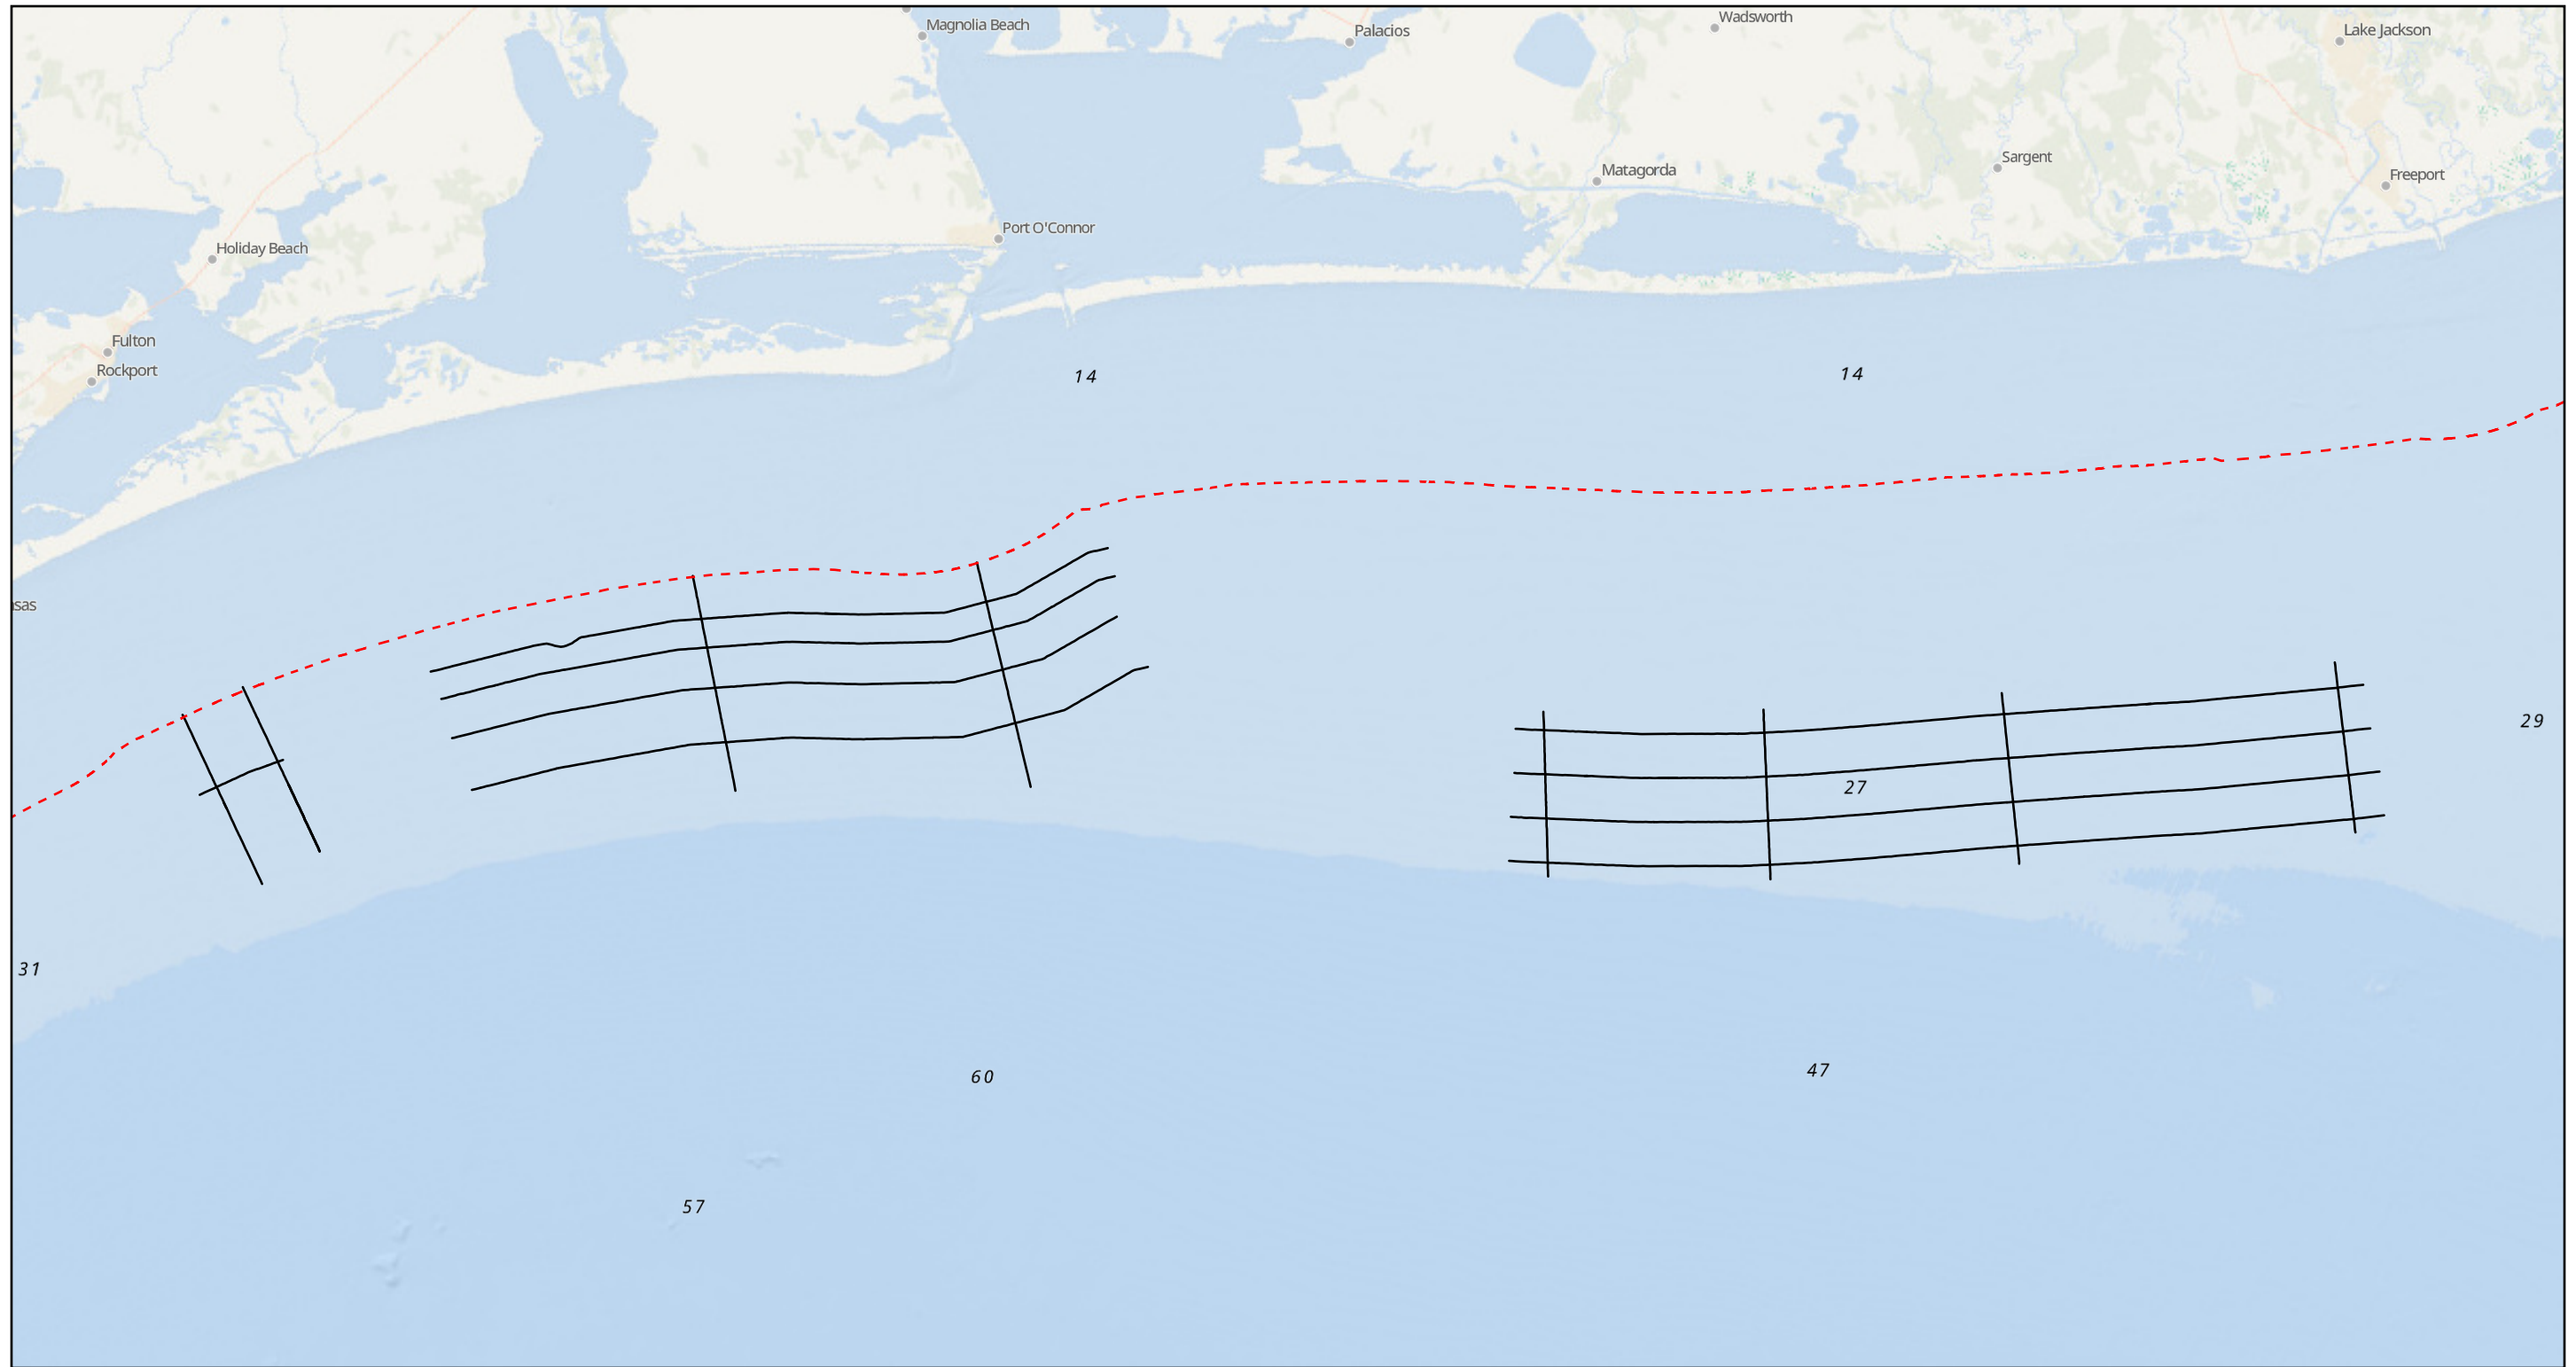 Magnolia Beach
Palacios
Wadsworth
Lake Jackson
Matagorda
Sargent
Freeport
Port O'Connor
Holiday Beach
Fulton
Rockport
14
14
sas
29
27
31
60
47
57